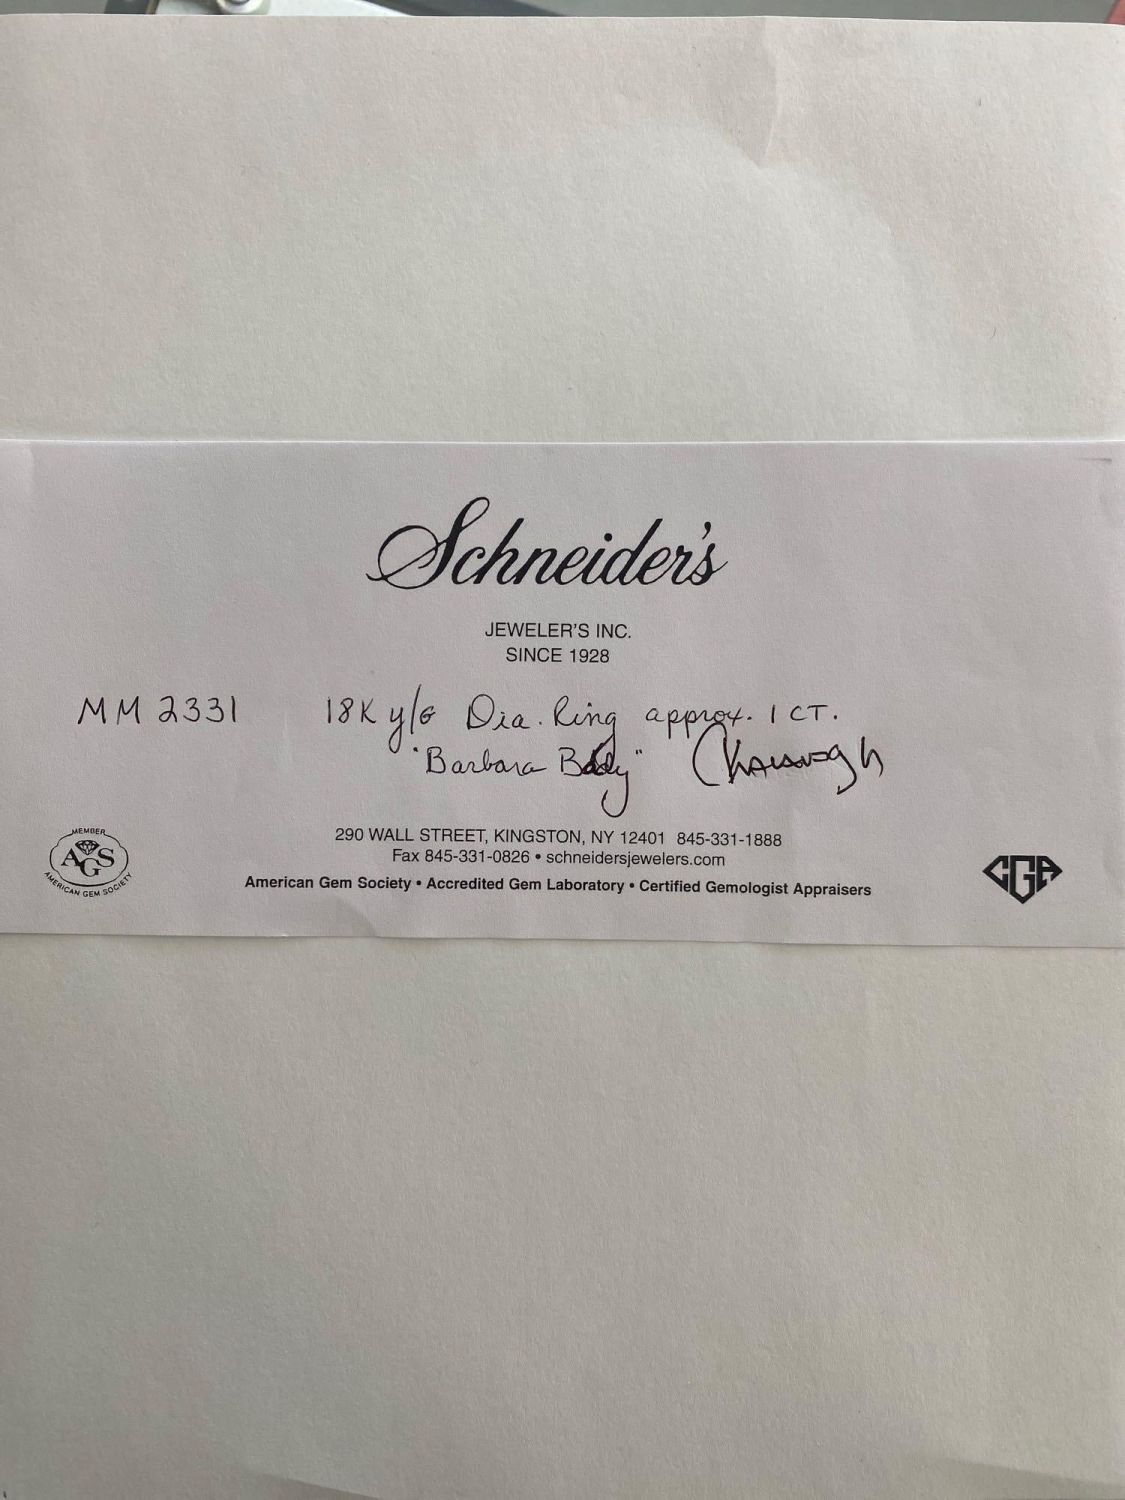 Schneider's
JEWELER'S INC.
SINCE 1928
MM 2331 18K y/G Dia. Ring approx. 1 CT.
"Barbara
290 WALL STREET, KINGSTON, NY 12401 845-331-1888
Fax 845-331-0826 • schneidersjewelers.com
American Gem Society • Accredited Gem Laboratory • Certified Gemologist Appraisers
MEMBER
AGS
AMERICAN GEM SOCIETY
CGA